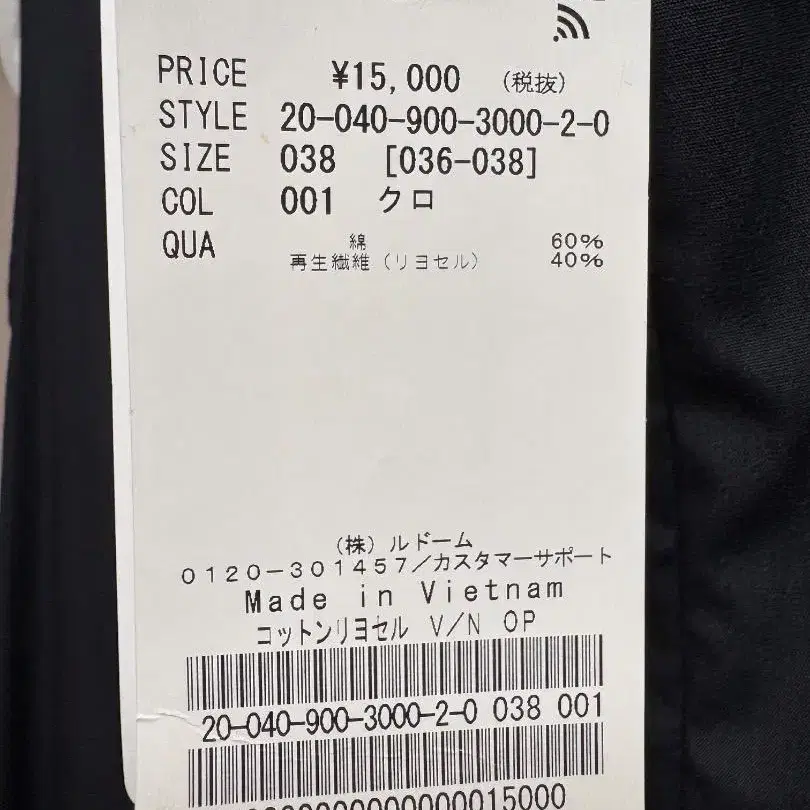 PRICE ¥15,000 (税抜)
STYLE 20-040-900-3000-2-0
SIZE 038 [036-038]
COL 001 クロ
QUA 綿 60%
再生繊維(リヨセル) 40%
(株)ルドーム
0120-301457/カスタマーサポート
Made in Vietnam
コットンリヨセル V/N OP
20-040-900-3000-2-0 038 001